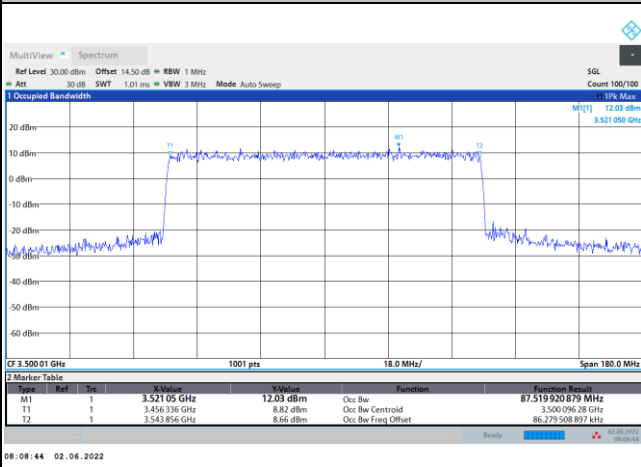 MultiView Spectrum
Ref Level 30.00 dBm Offset 14.50 dB RBW 1 MHz SGL
Att 30 dB SWT 1.01 ms VBW 3 MHz Mode Auto Sweep Count 100/100
1 Occupied Bandwidth 1Pk Max
M1[1] 12.03 dBm
3.521 050 GHz
20 dBm
M1
T1 T2
10 dBm
0 dBm
-10 dBm
-20 dBm
-30 dBm
-40 dBm
-50 dBm
-60 dBm
CF 3.500 01 GHz 1001 pts 18.0 MHz/ Span 180.0 MHz
2 Marker Table
Type Ref Trc X-Value Y-Value Function Function Result
M1 1 3.521 05 GHz 12.03 dBm Occ Bw 87.519 920 879 MHz
T1 1 3.456 336 GHz 8.82 dBm Occ Bw Centroid 3.500 096 28 GHz
T2 1 3.543 856 GHz 8.66 dBm Occ Bw Freq Offset 86.279 508 897 kHz
Ready 02.06.2022
08:08:44
08:08:44 02.06.2022